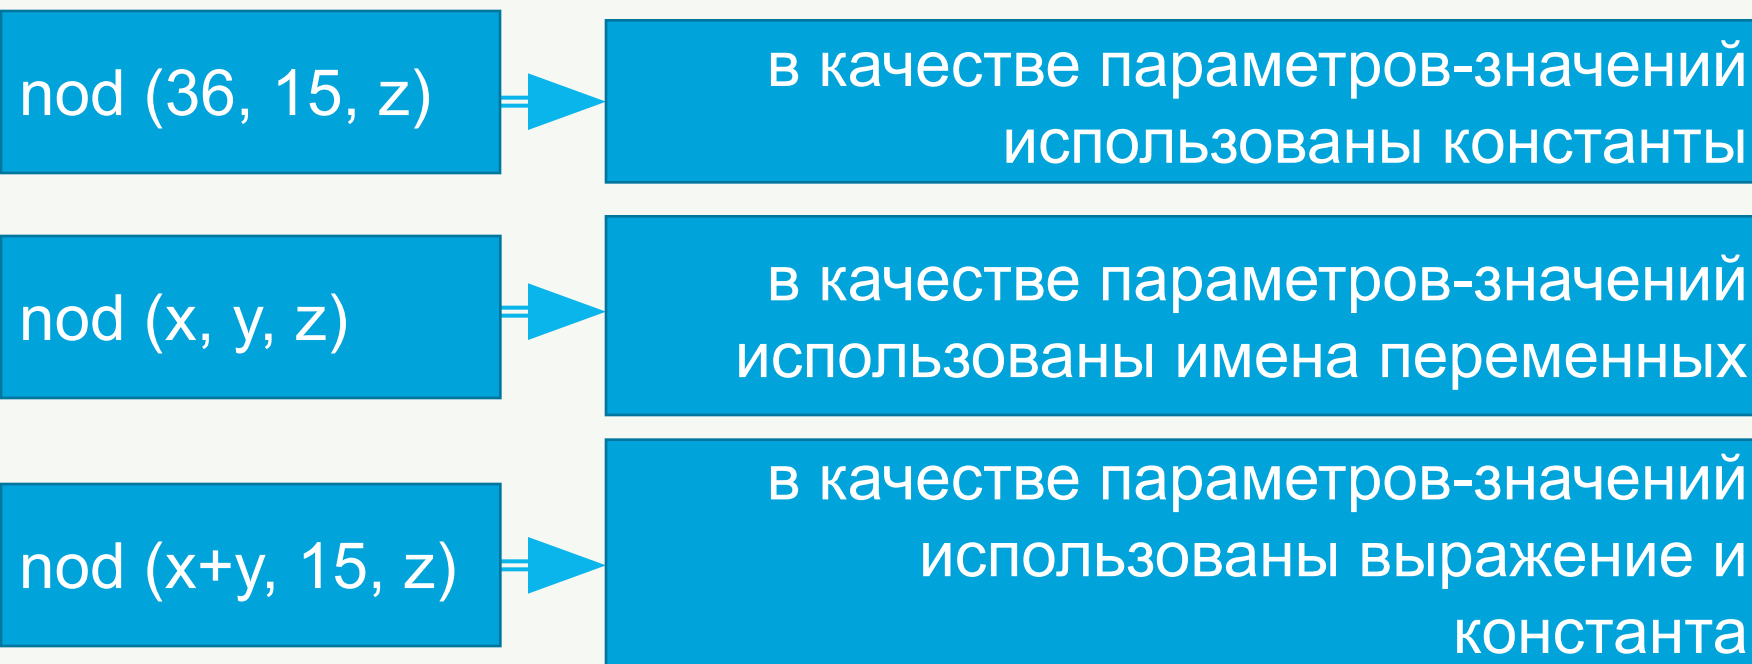 nod (36, 15, z)
в качестве параметров-значений
использованы константы
nod (x, y, z)
в качестве параметров-значений
использованы имена переменных
nod (x+y, 15, z)
в качестве параметров-значений
использованы выражение и
константа